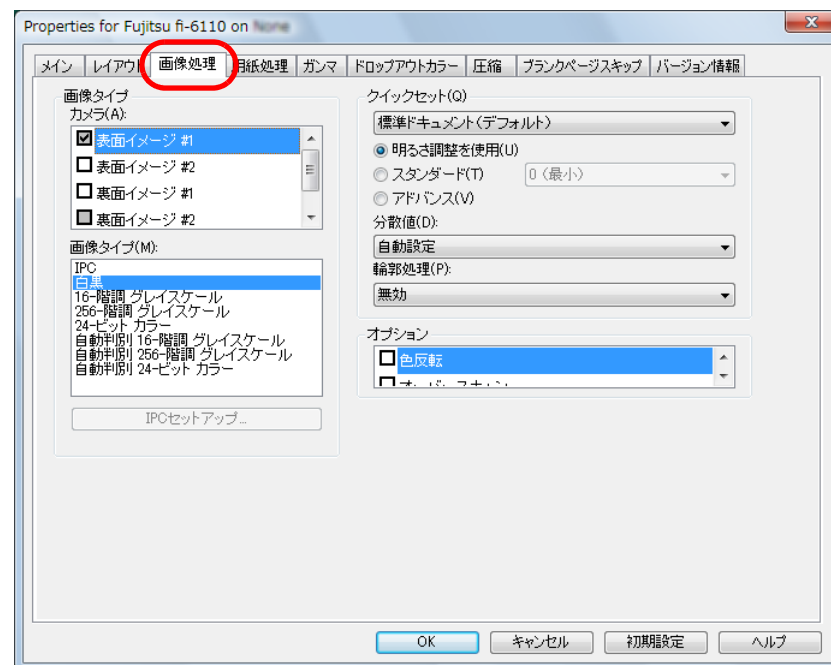 Properties for Fujitsu fi-6110 on None
メイン レイアウト 画像処理 用紙処理 ガンマ ドロップアウトカラー 圧縮 ブランクページスキップ バージョン情報
画像タイプ
カメラ(A):
表面イメージ #1
表面イメージ #2
裏面イメージ #1
裏面イメージ #2
画像タイプ(M):
IPC
白黒
16-階調 グレイスケール
256-階調 グレイスケール
24-ビット カラー
自動判別 16-階調 グレイスケール
自動判別 256-階調 グレイスケール
自動判別 24-ビット カラー
IPCセットアップ...
クイックセット(Q)
標準ドキュメント(デフォルト)
明るさ調整を使用(U)
スタンダード(T) 0 (最小)
アドバンス(V)
分散値(D):
自動設定
輪郭処理(P):
無効
オプション
色反転
OK キャンセル 初期設定 ヘルプ